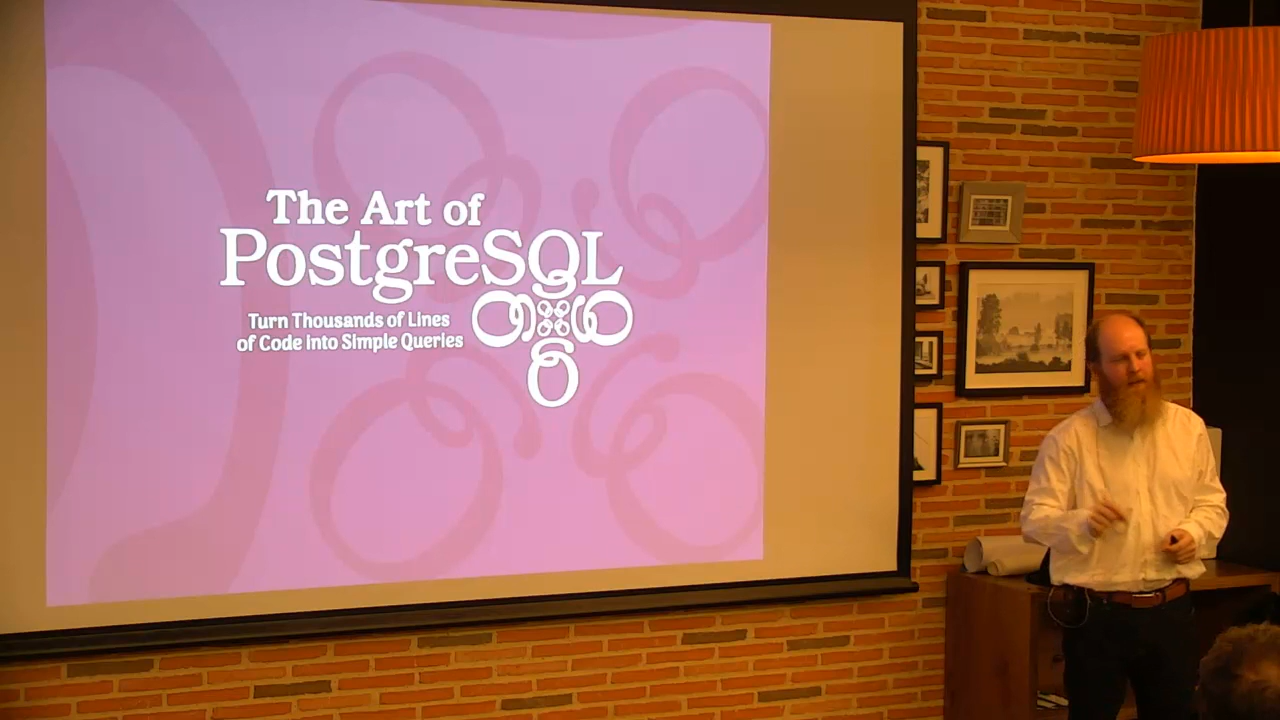 The Art of
PostgreSQL
Turn Thousands of Lines
of Code into Simple Queries